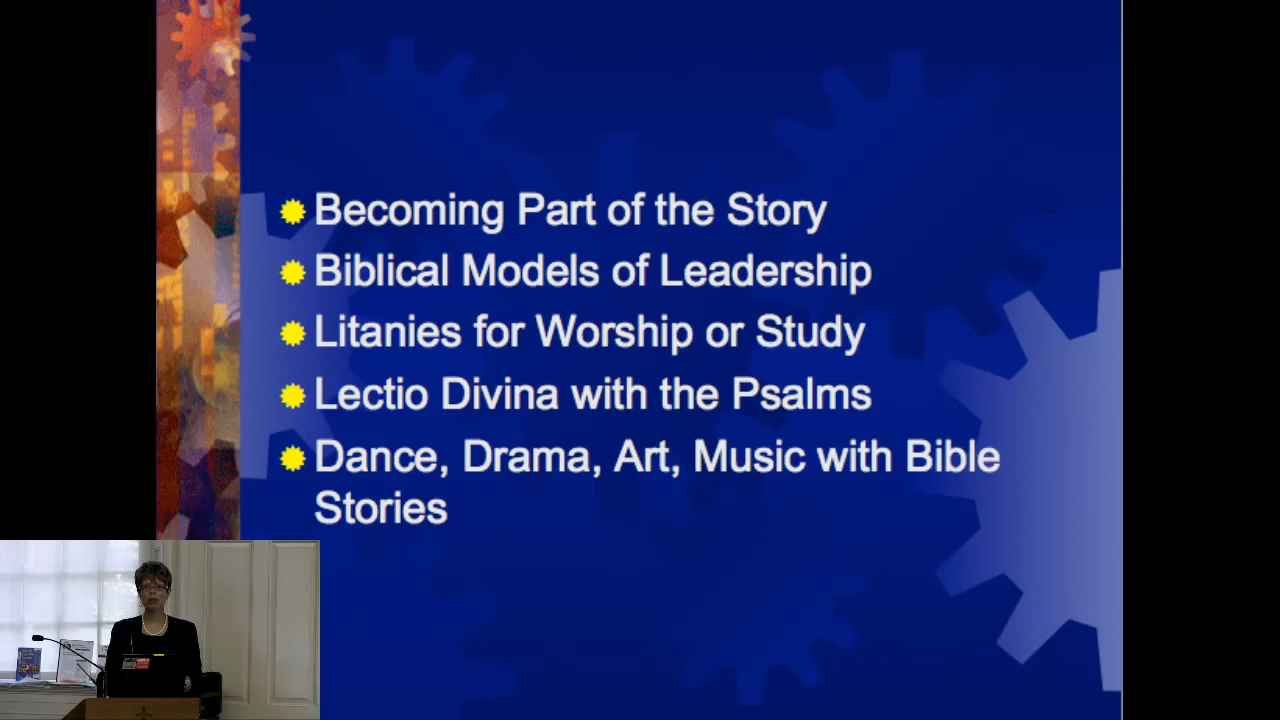 Becoming Part of the Story
Biblical Models of Leadership
Litanies for Worship or Study
Lectio Divina with the Psalms
Dance, Drama, Art, Music with Bible
Stories